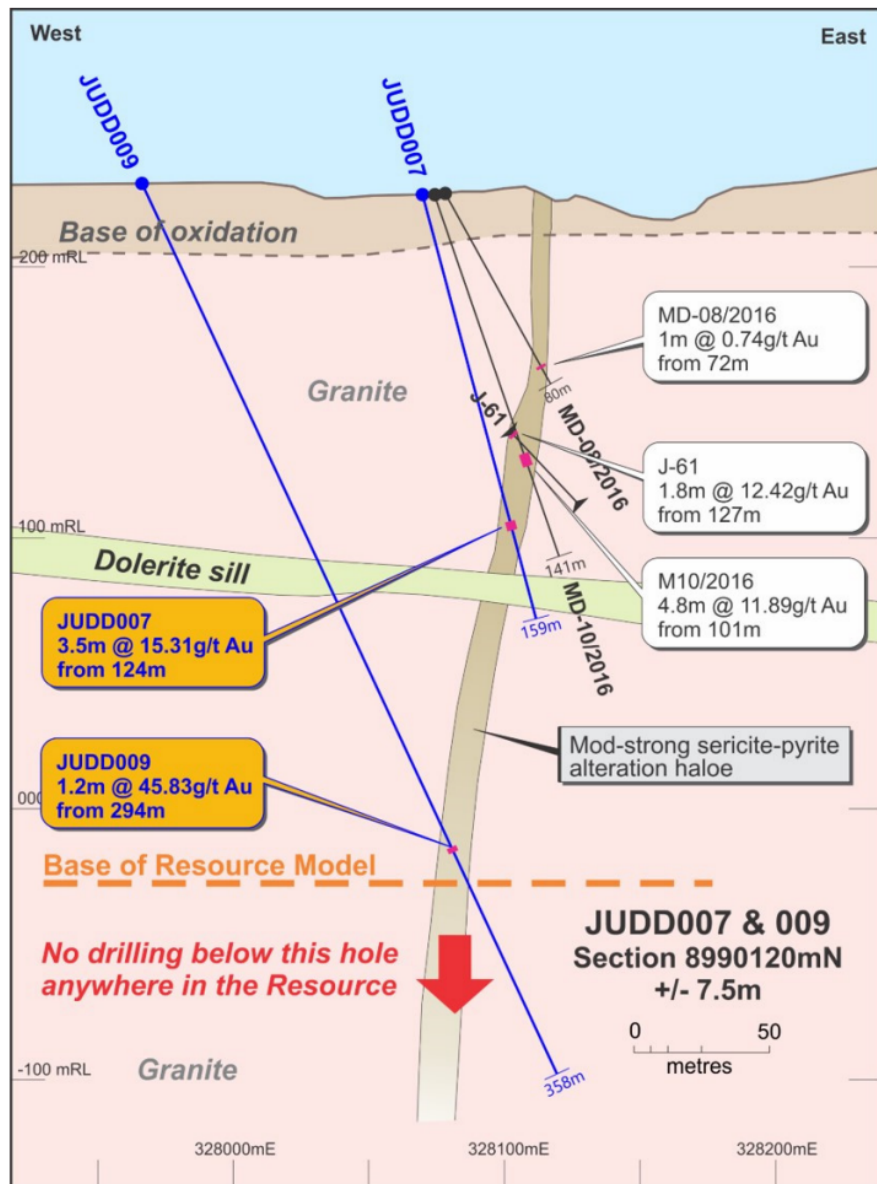 West
East
JUDD009
JUDD007
Base of oxidation
200 mRL
MD-08/2016
1m @ 0.74g/t Au
from 72m
Granite
80m
J-61
MD-08/2016
J-61
1.8m @ 12.42g/t Au
from 127m
100 mRL
Dolerite sill
141m
MD-10/2016
M10/2016
4.8m @ 11.89g/t Au
from 101m
JUDD007
3.5m @ 15.31g/t Au
from 124m
159m
Mod-strong sericite-pyrite
alteration haloe
JUDD009
1.2m @ 45.83g/t Au
from 294m
000
Base of Resource Model
No drilling below this hole
anywhere in the Resource
JUDD007 & 009
Section 8990120mN
+/- 7.5m
0 50
metres
-100 mRL
Granite
358m
328000mE
328100mE
328200mE